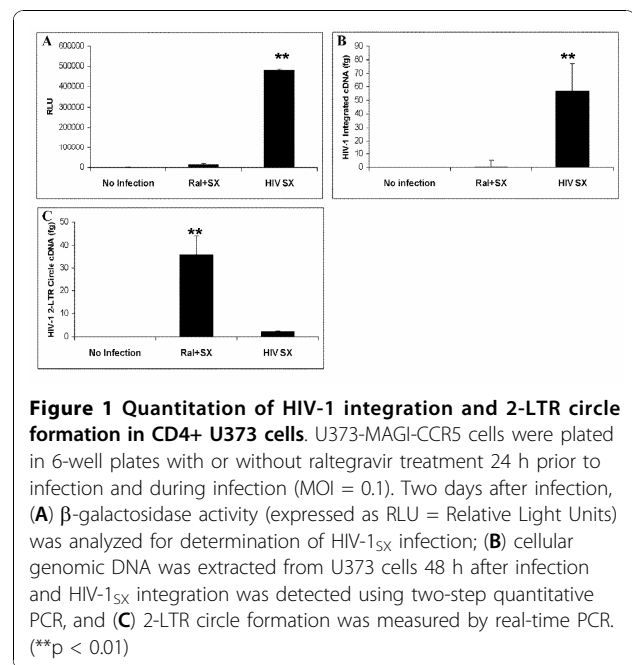 A
600000
500000
400000
300000
200000
100000
0
RLU
**
No Infection Ral+SX HIV SX
B
90
80
70
60
50
40
30
20
10
0
HIV-1 Integrated cDNA (fg)
**
No infection Ral+SX HIV SX
C
50
40
30
20
10
0
HIV-1 2-LTR Circle cDNA (fg)
**
No Infection Ral+SX HIV SX
Figure 1 Quantitation of HIV-1 integration and 2-LTR circle
formation in CD4+ U373 cells. U373-MAGI-CCR5 cells were plated
in 6-well plates with or without raltegravir treatment 24 h prior to
infection and during infection (MOI = 0.1). Two days after infection,
(A) β-galactosidase activity (expressed as RLU = Relative Light Units)
was analyzed for determination of HIV-1SX infection; (B) cellular
genomic DNA was extracted from U373 cells 48 h after infection
and HIV-1SX integration was detected using two-step quantitative
PCR, and (C) 2-LTR circle formation was measured by real-time PCR.
(**p < 0.01)